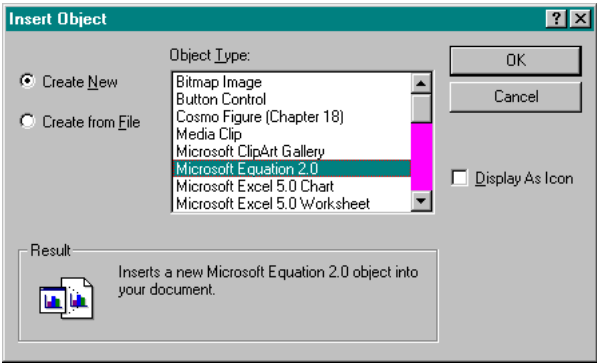 Insert Object
Object Type:
Create New
Create from File
Bitmap Image
Button Control
Cosmo Figure (Chapter 18)
Media Clip
Microsoft ClipArt Gallery
Microsoft Equation 2.0
Microsoft Excel 5.0 Chart
Microsoft Excel 5.0 Worksheet
OK
Cancel
Display As Icon
Result
Inserts a new Microsoft Equation 2.0 object into
your document.